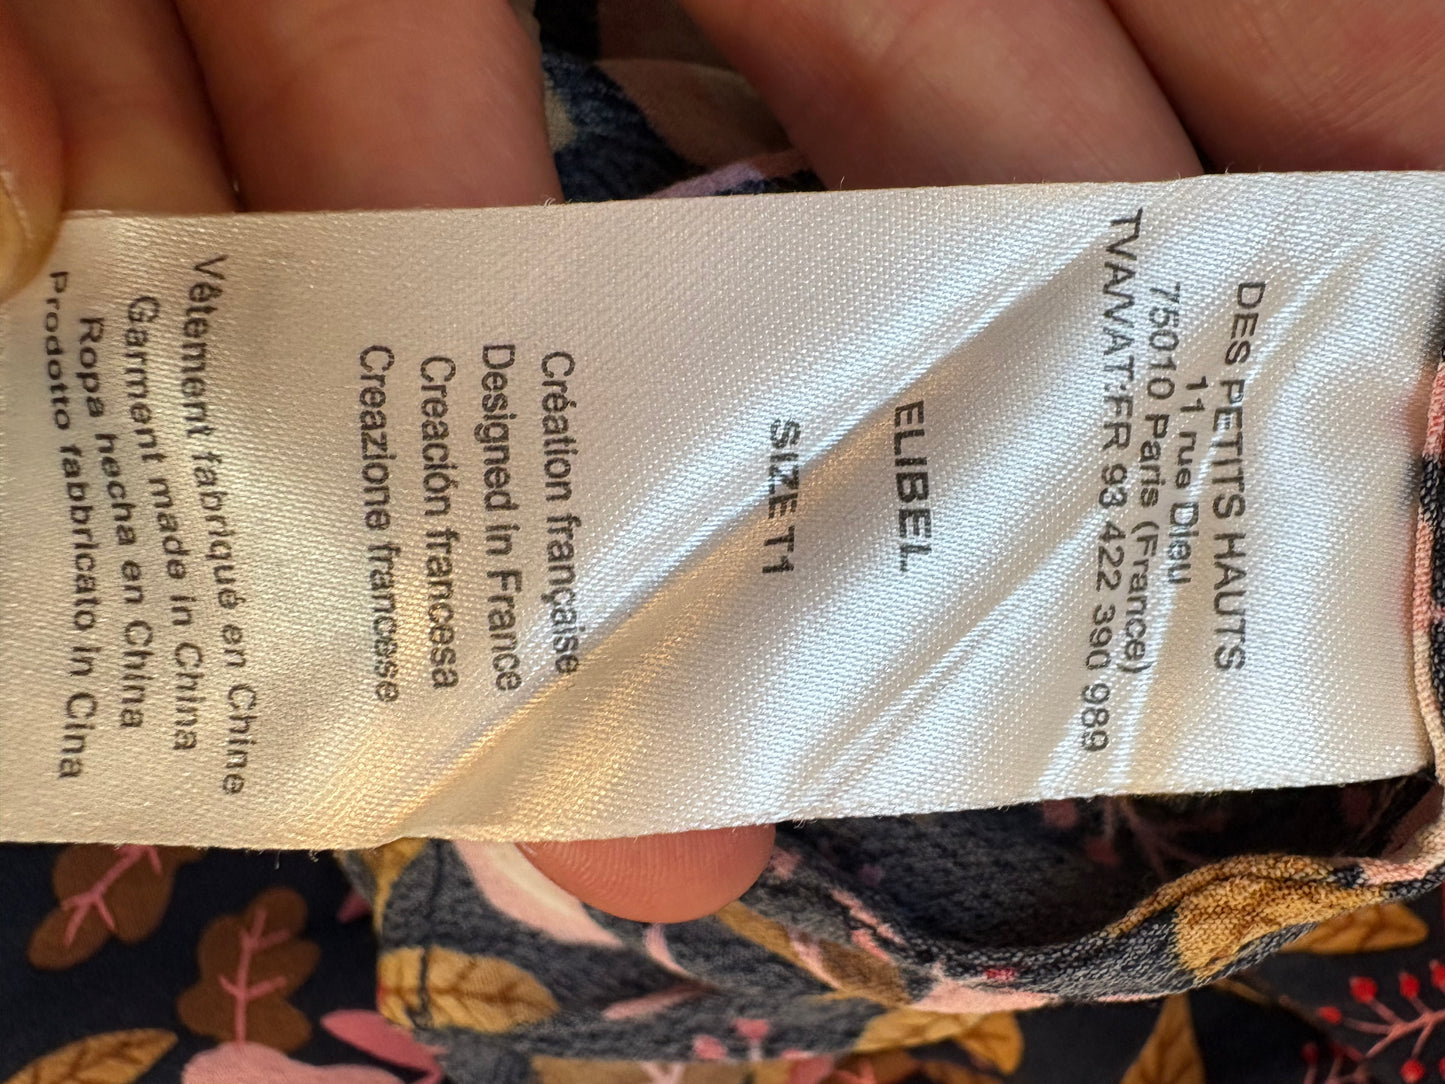 DES PETITS HAUTS
11 rue Dieu
75010 Paris (France)
TVA/VAT:FR 93 422 390 989
ELIBEL
SIZE T1
Création française
Designed in France
Creación francesa
Creazione francese
Vêtement fabriqué en Chine
Garment made in China
Ropa hecha en China
Prodotto fabbricato in Cina